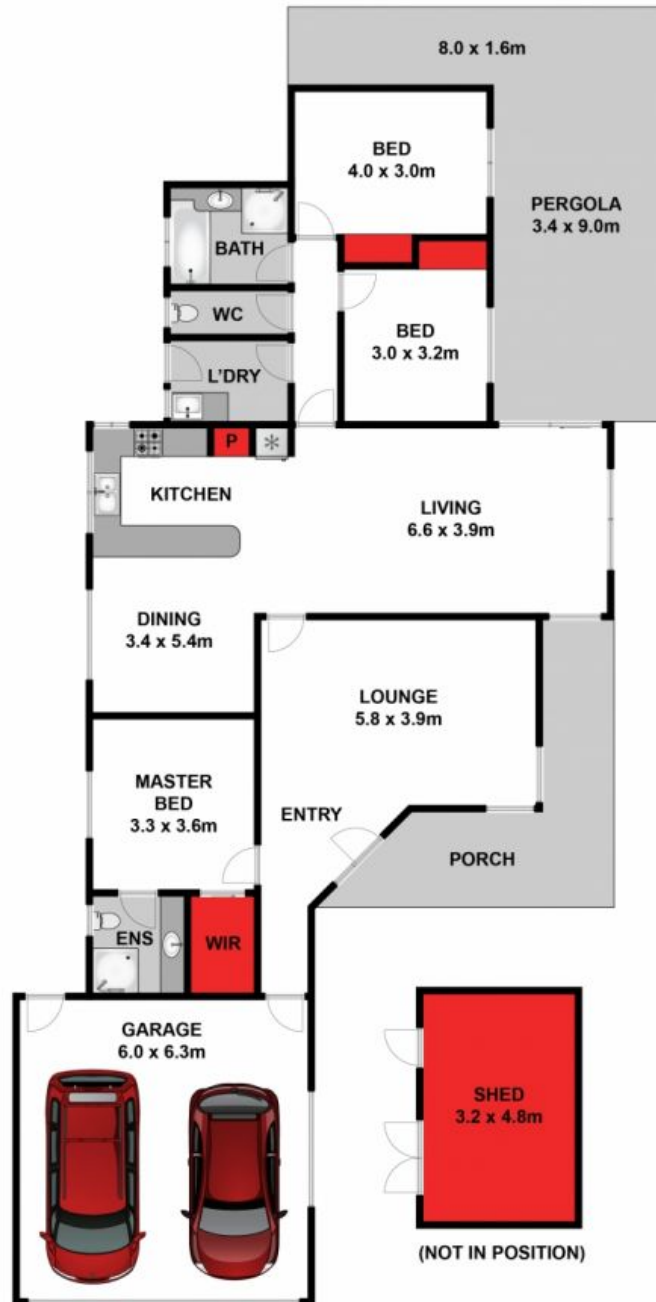 8.0 x 1.6m
BED
4.0 x 3.0m
PERGOLA
3.4 x 9.0m
BATH
WC
BED
3.0 x 3.2m
L'DRY
P
KITCHEN
LIVING
6.6 x 3.9m
DINING
3.4 x 5.4m
LOUNGE
5.8 x 3.9m
MASTER
BED
3.3 x 3.6m
ENTRY
PORCH
ENS
WIR
GARAGE
6.0 x 6.3m
SHED
3.2 x 4.8m
(NOT IN POSITION)